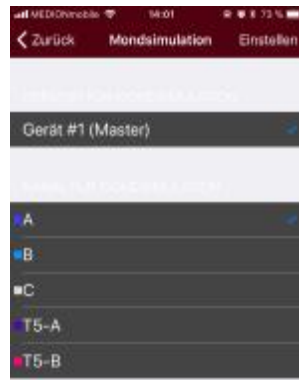 MEDIONmobile 14:01 73 %
Zurück Mondsimulation Einstellen
Gerät #1 (Master)
A
B
C
T5-A
T5-B